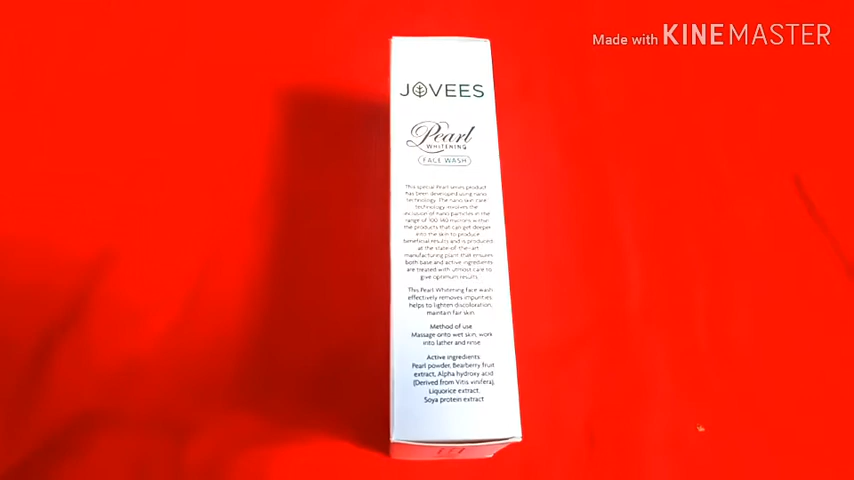 Made with KINEMASTER
JOVEES
Pearl
WHITENING
FACE WASH
This special Pearl series product
has been developed using nano
technology. The nano skin care
technology involves the
inclusion of nano particles in the
range of 100 140 microns within
the products that can get deeper
into the skin to produce
beneficial results and is produced
at the state-of-the-art
manufacturing plant that ensures
both base and active ingredients
are treated with utmost care to
give optimum results.
This Pearl Whitening face wash
effectively removes impurities,
helps to lighten discoloration,
maintain fair skin.
Method of use
Massage onto wet skin, work
into lather and rinse.
Active ingredients:
Pearl powder, Bearberry fruit
extract, Alpha hydroxy acid
(Derived from Vitis vinifera),
Liquorice extract,
Soya protein extract